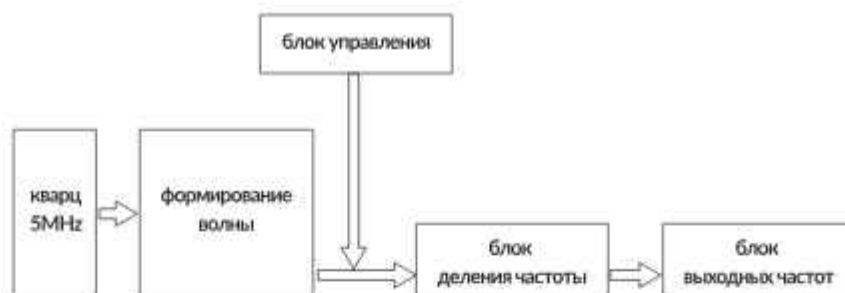 блок управления
кварц
5MHz
формирование
волны
блок
деления частоты
блок
выходных частот